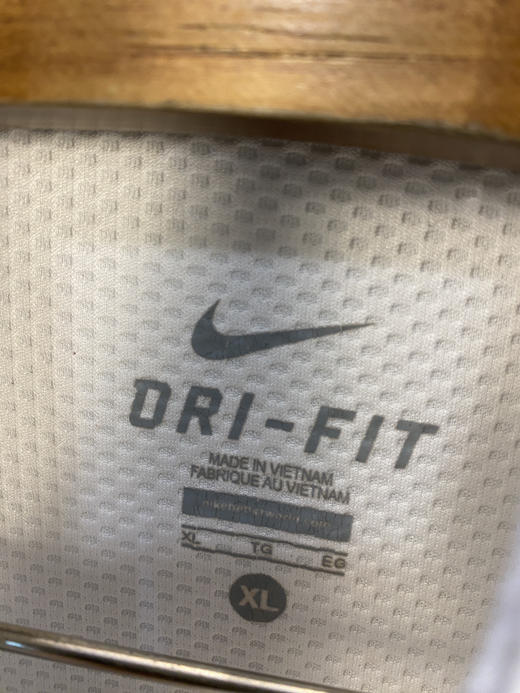 DRI-FIT
MADE IN VIETNAM
FABRIQUE AU VIETNAM
XL TG EG
XL